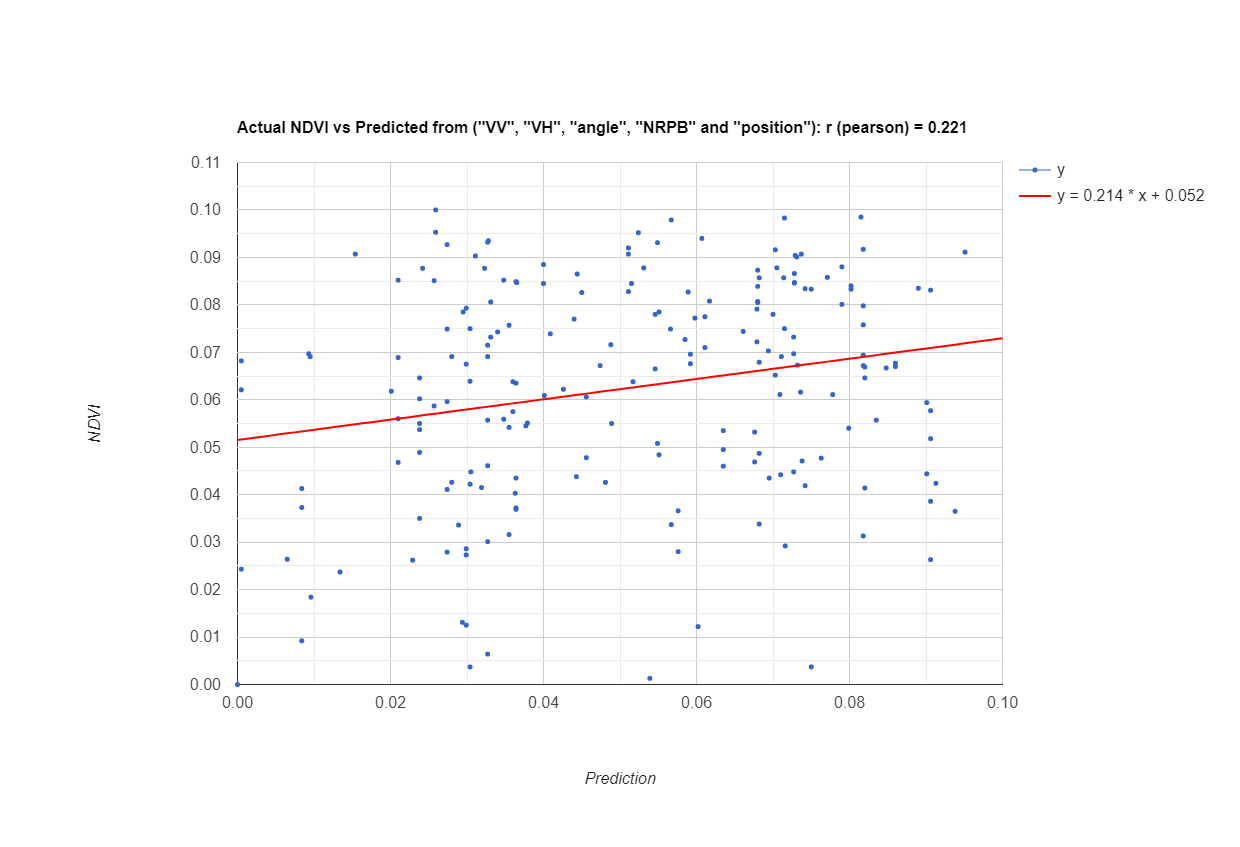 Actual NDVI vs Predicted from ("VV", "VH", "angle", "NRPB" and "position"): r (pearson) = 0.221
0.11
0.10
0.09
0.08
0.07
0.06
0.05
0.04
0.03
0.02
0.01
0.00
NDVI
0.00 0.02 0.04 0.06 0.08 0.10
Prediction
y
y = 0.214 * x + 0.052